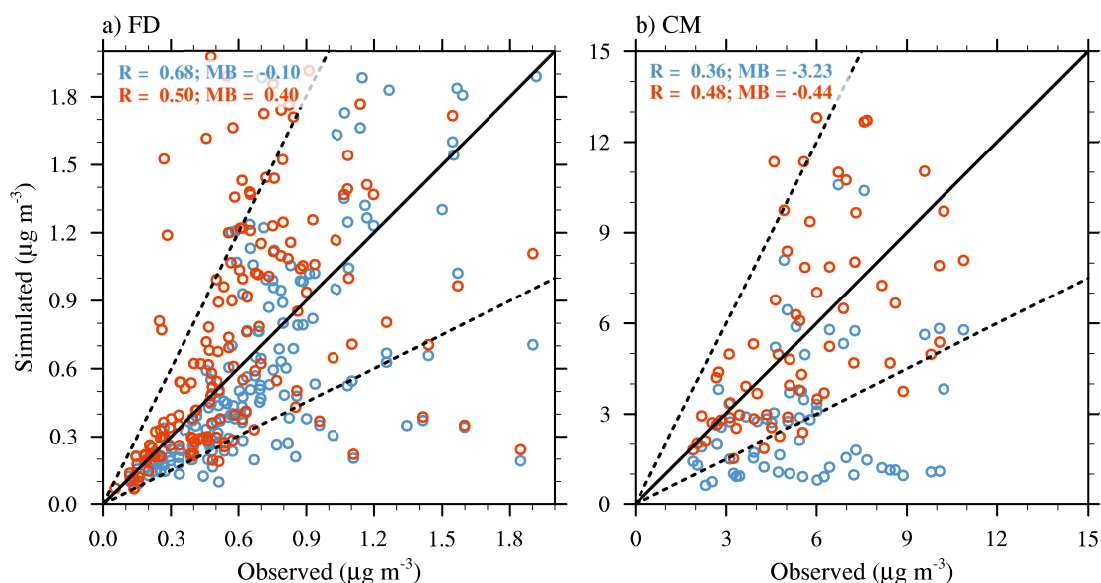 a) FD
R = 0.68; MB = -0.10
R = 0.50; MB = 0.40
1.8
1.5
1.2
0.9
0.6
0.3
0.0
0.0 0.3 0.6 0.9 1.2 1.5 1.8
Simulated (µg m⁻³)
Observed (µg m⁻³)
b) CM
R = 0.36; MB = -3.23
R = 0.48; MB = -0.44
15
12
9
6
3
0
0 3 6 9 12 15
Observed (µg m⁻³)